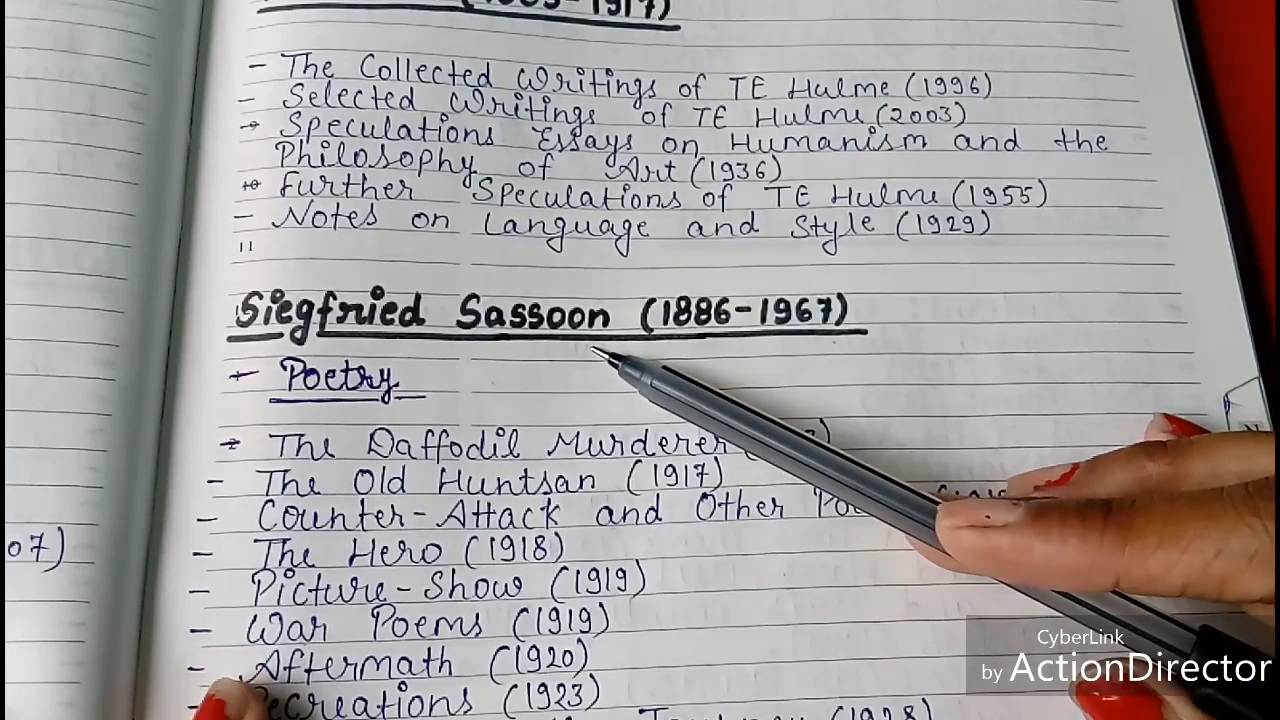 1917)
- The Collected Writings of TE Hulme (1996)
- Selected Writings of TE Hulme (2003)
- Speculations Essays on Humanism and the
Philosophy of Art (1936)
- Further Speculations of TE Hulme (1955)
- Notes on Language and Style (1929)
"
Siegfried Sassoon (1886-1967)
- Poetry
- The Daffodil Murderer
- The Old Huntsan (1917)
- Counter-Attack and Other
- The Hero (1918)
07)
- Picture-Show (1919)
- War Poems (1919)
- Aftermath (1920)
ecreations (1923)
(1928)
CyberLink
by ActionDirector